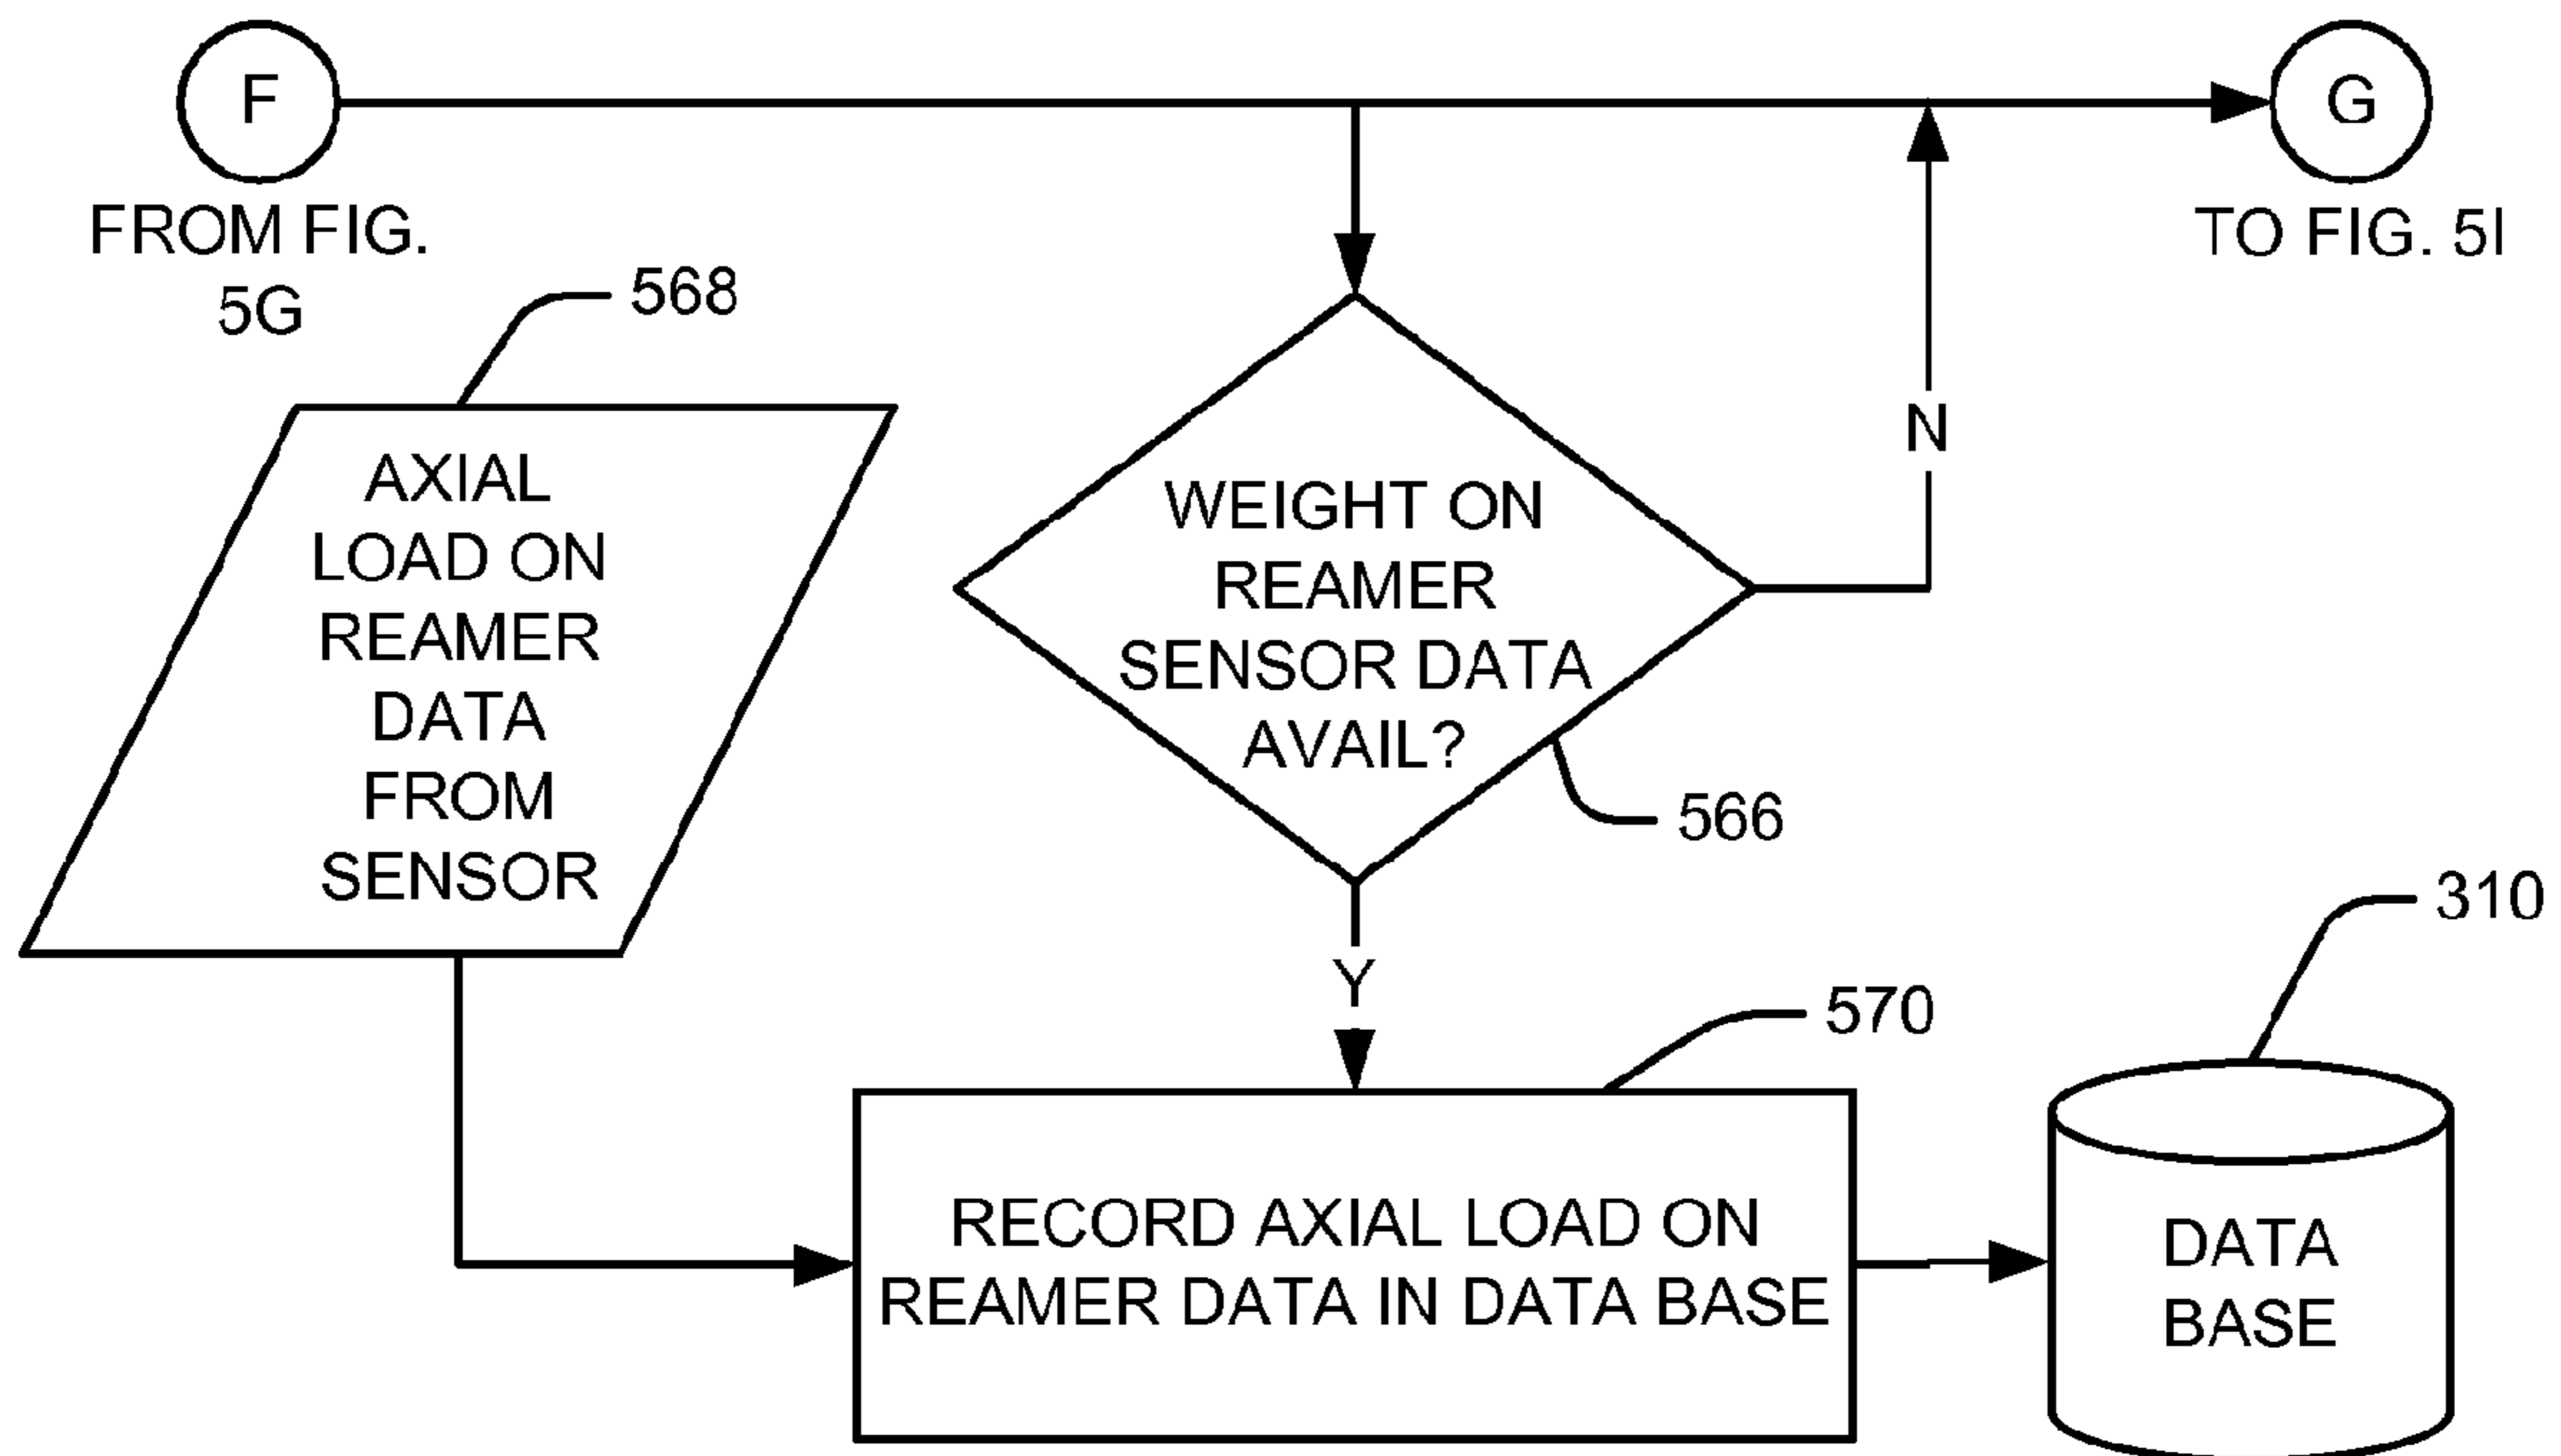 F
G
FROM FIG.
5G
TO FIG. 5I
568
AXIAL
LOAD ON
REAMER
DATA
FROM
SENSOR
N
WEIGHT ON
REAMER
SENSOR DATA
AVAIL?
566
Y
310
570
RECORD AXIAL LOAD ON
REAMER DATA IN DATA BASE
DATA
BASE